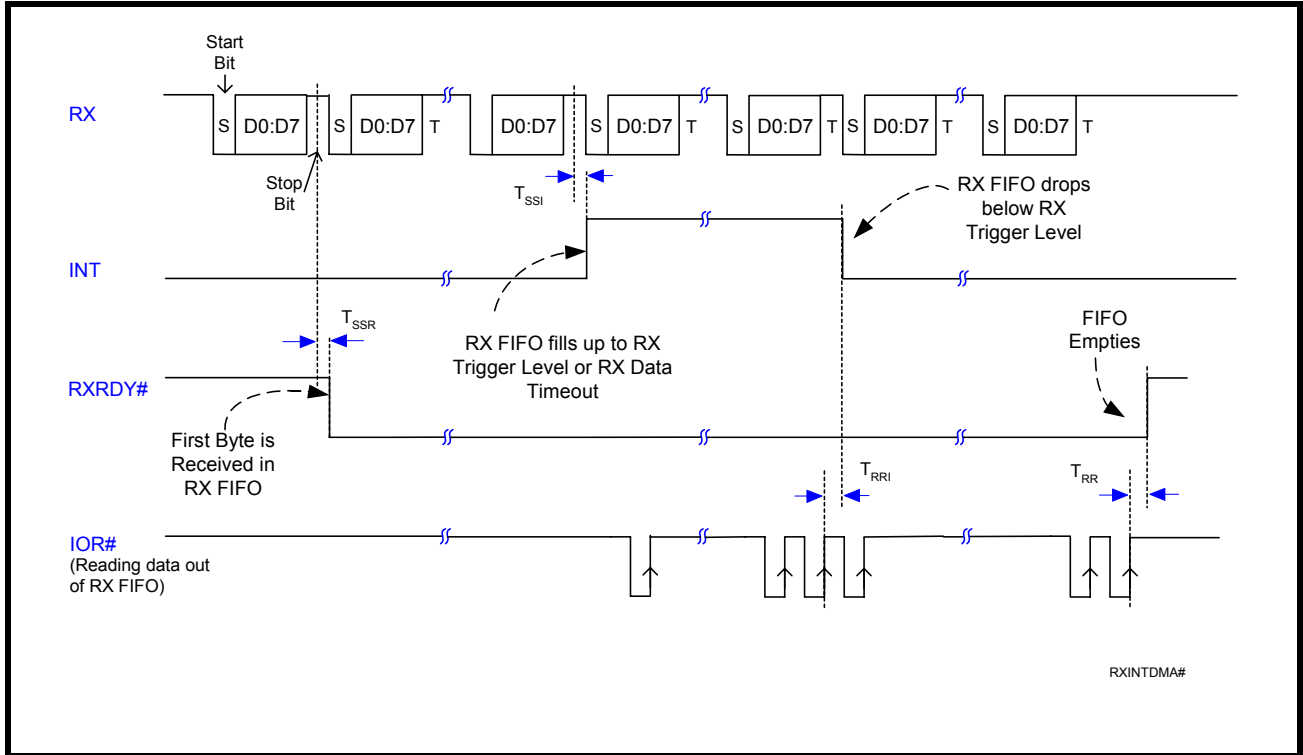 Start
Bit
RX
S
D0:D7
S
D0:D7
T
D0:D7
S
D0:D7
T
S
D0:D7
T
S
D0:D7
T
S
D0:D7
T
Stop
Bit
TSSI
RX FIFO drops
below RX
Trigger Level
INT
TSSR
RX FIFO fills up to RX
Trigger Level or RX Data
Timeout
FIFO
Empties
RXRDY#
First Byte is
Received in
RX FIFO
TRRI
TRR
IOR#
(Reading data out
of RX FIFO)
RXINTDMA#